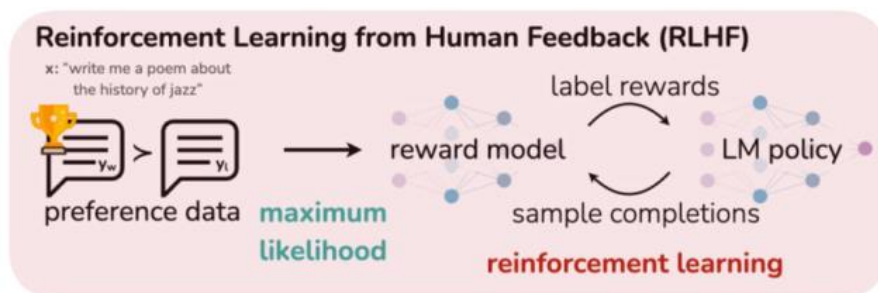 Reinforcement Learning from Human Feedback (RLHF)
x: "write me a poem about
the history of jazz"
label rewards
yw > yl
reward model
LM policy
preference data
maximum
likelihood
sample completions
reinforcement learning